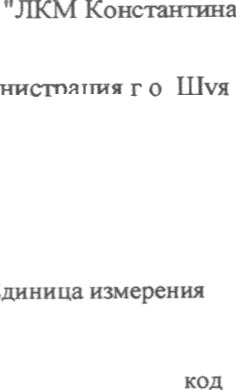 "ЛКМ Константина
нистрация г о Шуя
диница измерения
код